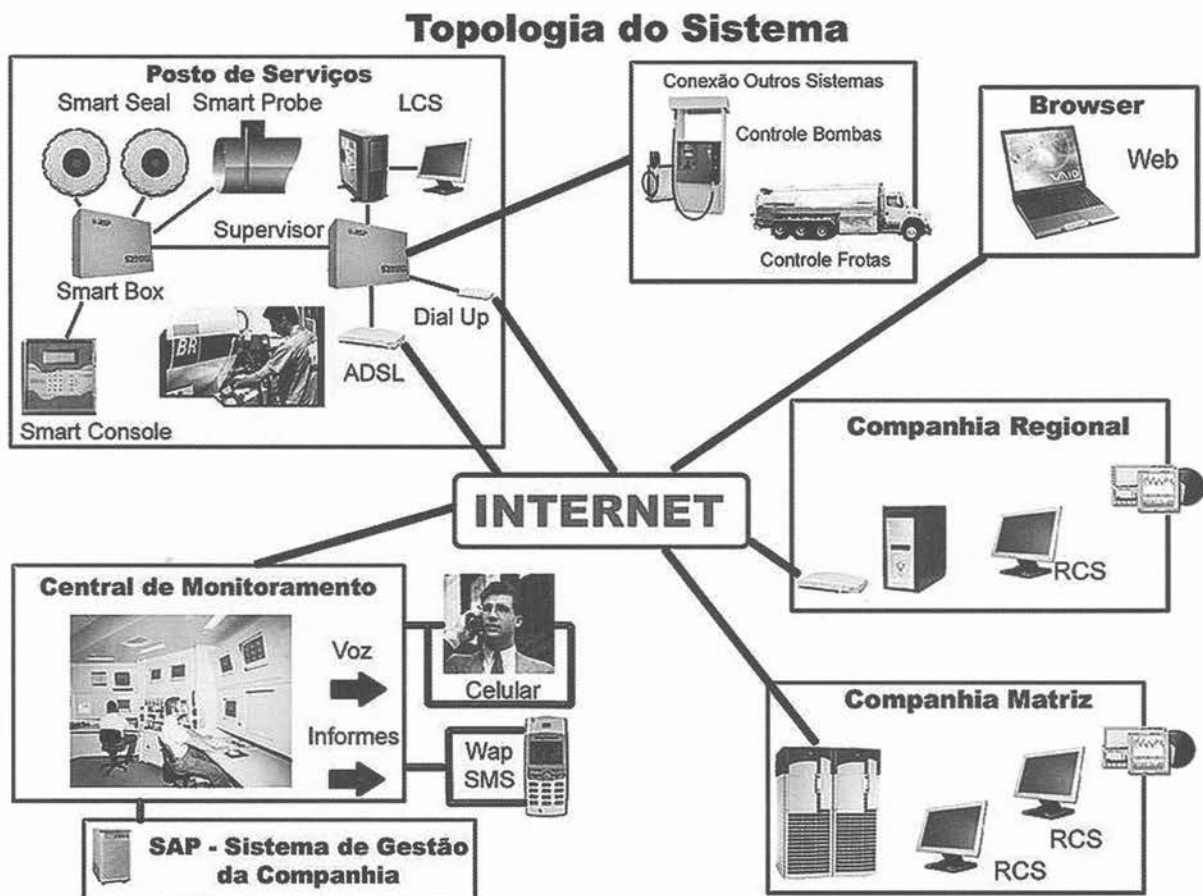 Topologia do Sistema
Posto de Serviços
Smart Seal
Smart Probe
LCS
Supervisor
Smart Box
Dial Up
BR
ADSL
Smart Console
Conexão Outros Sistemas
Controle Bombas
Controle Frotas
Browser
Web
VAIO
INTERNET
Companhia Regional
RCS
Central de Monitoramento
Voz
Informes
Celular
Wap
SMS
Companhia Matriz
RCS
RCS
SAP - Sistema de Gestão
da Companhia